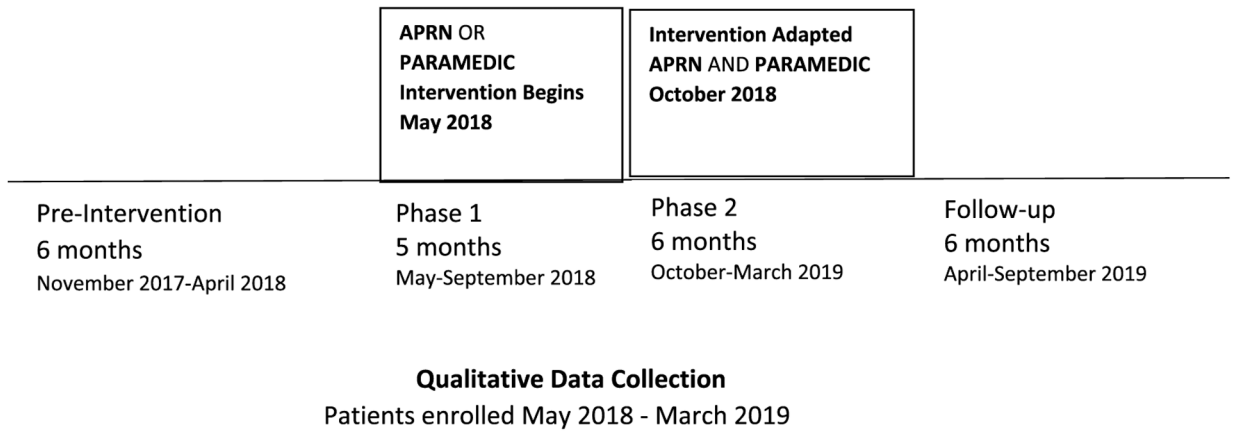 APRN OR
PARAMEDIC
Intervention Begins
May 2018
Intervention Adapted
APRN AND PARAMEDIC
October 2018
Pre-Intervention
6 months
November 2017-April 2018
Phase 1
5 months
May-September 2018
Phase 2
6 months
October-March 2019
Follow-up
6 months
April-September 2019
Qualitative Data Collection
Patients enrolled May 2018 - March 2019